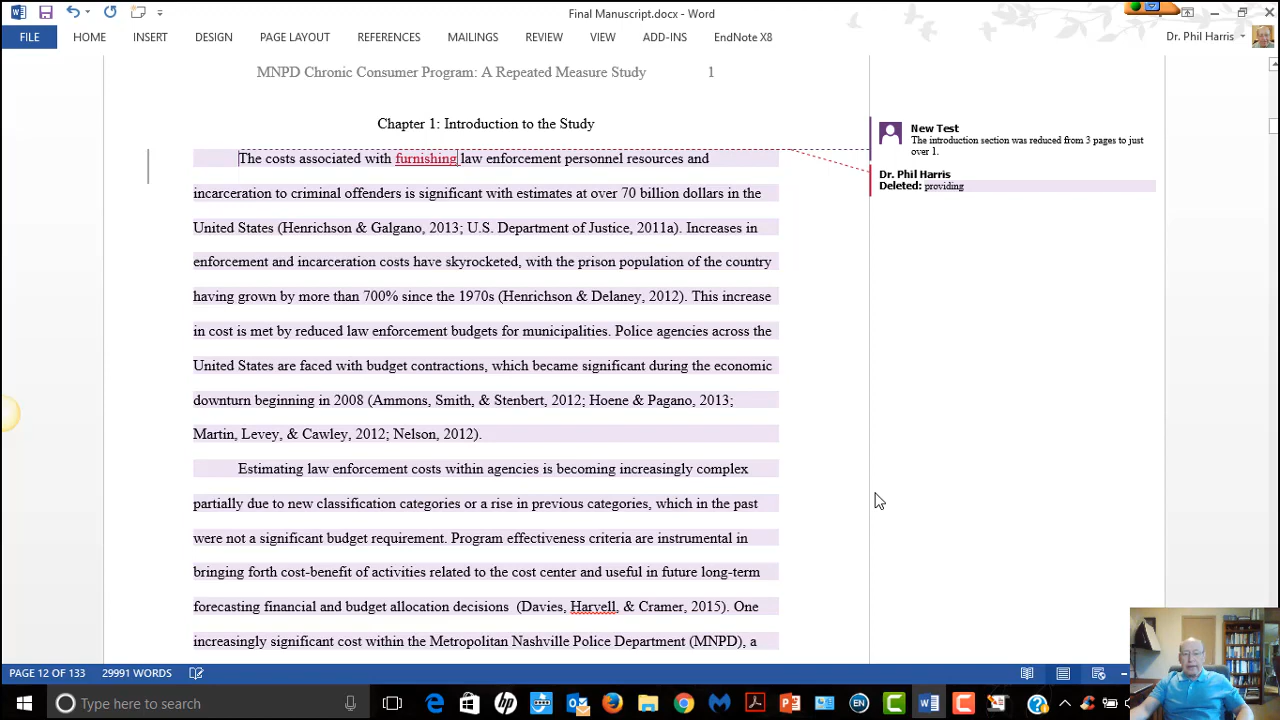 Final Manuscript.docx - Word
FILE HOME INSERT DESIGN PAGE LAYOUT REFERENCES MAILINGS REVIEW VIEW ADD-INS EndNote X8
Dr. Phil Harris
MNPD Chronic Consumer Program: A Repeated Measure Study 1
Chapter 1: Introduction to the Study
The costs associated with furnishing law enforcement personnel resources and
incarceration to criminal offenders is significant with estimates at over 70 billion dollars in the
United States (Henrichson & Galgano, 2013; U.S. Department of Justice, 2011a). Increases in
enforcement and incarceration costs have skyrocketed, with the prison population of the country
having grown by more than 700% since the 1970s (Henrichson & Delaney, 2012). This increase
in cost is met by reduced law enforcement budgets for municipalities. Police agencies across the
United States are faced with budget contractions, which became significant during the economic
downturn beginning in 2008 (Ammons, Smith, & Stenbert, 2012; Hoene & Pagano, 2013;
Martin, Levey, & Cawley, 2012; Nelson, 2012).
Estimating law enforcement costs within agencies is becoming increasingly complex
partially due to new classification categories or a rise in previous categories, which in the past
were not a significant budget requirement. Program effectiveness criteria are instrumental in
bringing forth cost-benefit of activities related to the cost center and useful in future long-term
forecasting financial and budget allocation decisions (Davies, Harvell, & Cramer, 2015). One
increasingly significant cost within the Metropolitan Nashville Police Department (MNPD), a
New Test
The introduction section was reduced from 3 pages to just
over 1.
Dr. Phil Harris
Deleted: providing
PAGE 12 OF 133 29991 WORDS
Type here to search